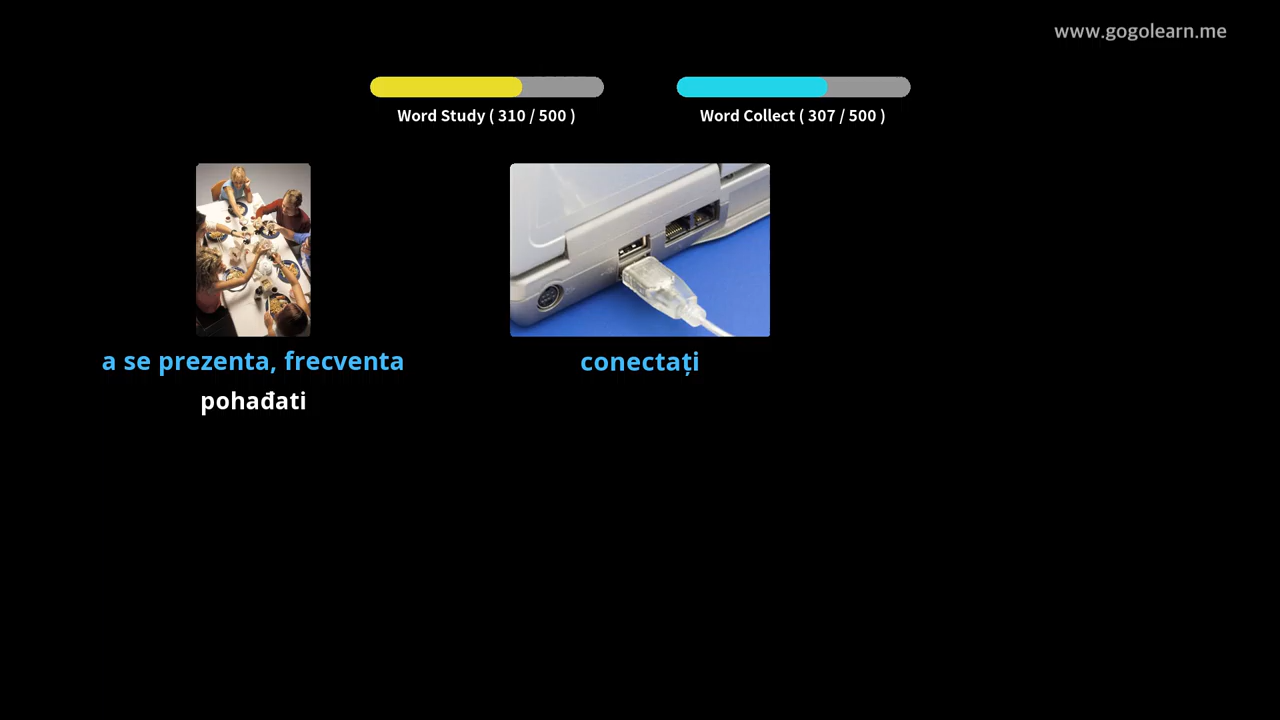 www.gogolearn.me
Word Study ( 310 / 500 )
Word Collect ( 307 / 500 )
a se prezenta, frecventa
pohađati
conectați